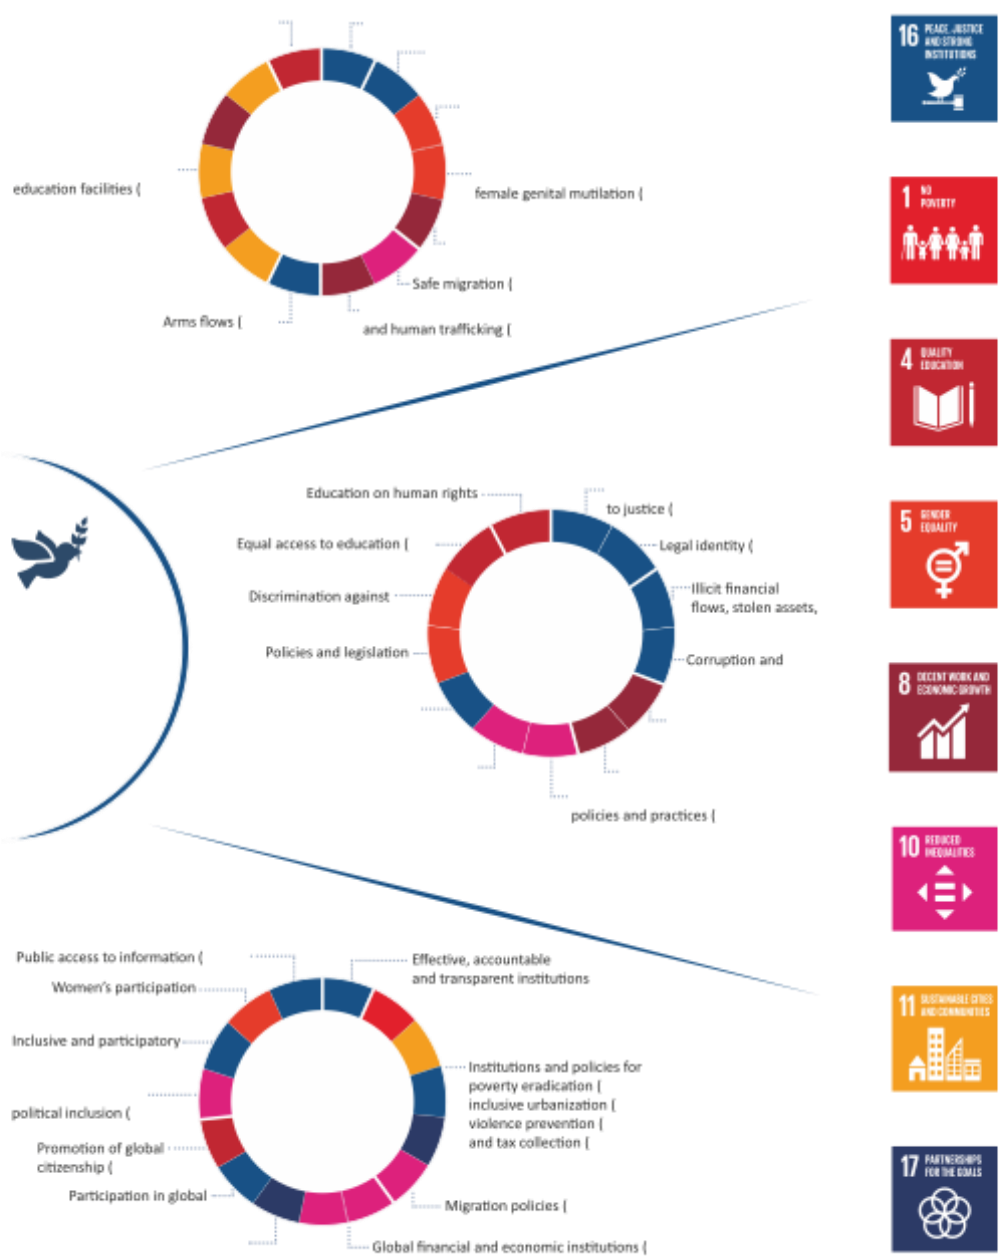 16 PEACE, JUSTICE
AND STRONG
INSTITUTIONS
education facilities (
female genital mutilation (
Safe migration (
Arms flows (
and human trafficking (
1 NO
POVERTY
4 QUALITY
EDUCATION
Education on human rights
to justice (
Equal access to education (
Legal identity (
Discrimination against
Illicit financial
flows, stolen assets,
Policies and legislation
Corruption and
policies and practices (
5 GENDER
EQUALITY
8 DECENT WORK AND
ECONOMIC GROWTH
10 REDUCED
INEQUALITIES
Public access to information (
Effective, accountable
and transparent institutions
Women's participation
Inclusive and participatory
Institutions and policies for
poverty eradication (
inclusive urbanization (
violence prevention (
and tax collection (
political inclusion (
Promotion of global
citizenship (
Participation in global
Migration policies (
Global financial and economic institutions (
11 SUSTAINABLE CITIES
AND COMMUNITIES
17 PARTNERSHIPS
FOR THE GOALS